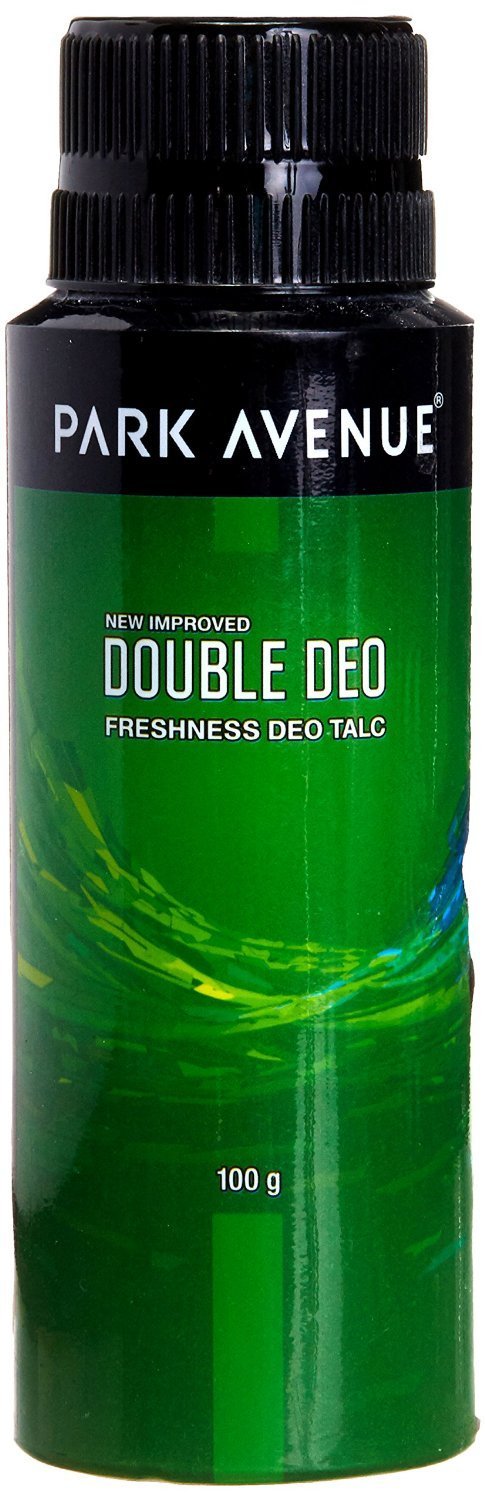 PARK AVENUE®
NEW IMPROVED
DOUBLE DEO
FRESHNESS DEO TALC
100 g